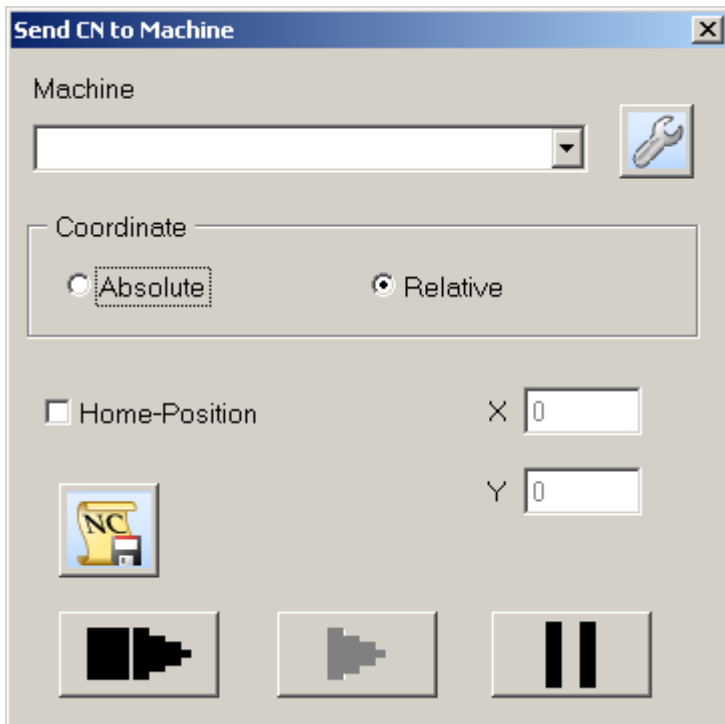 Send CN to Machine
Machine
Coordinate
Absolute Relative
Home-Position X 0
Y 0
NC